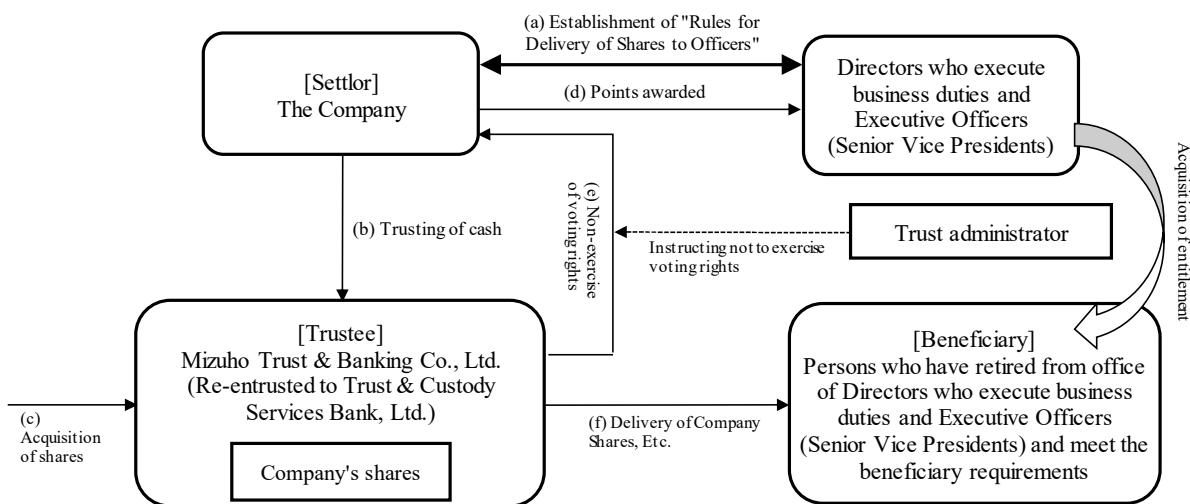 (a) Establishment of "Rules for
Delivery of Shares to Officers"
[Settlor]
The Company
(d) Points awarded
Directors who execute
business duties and
Executive Officers
(Senior Vice Presidents)
Acquisition of entitlement
(b) Trusting of cash
(e) Non-exercise
of voting rights
Instructing not to exercise
voting rights
Trust administrator
[Trustee]
Mizuho Trust & Banking Co., Ltd.
(Re-entrusted to Trust & Custody
Services Bank, Ltd.)
Company's shares
(c)
Acquisition
of shares
(f) Delivery of Company
Shares, Etc.
[Beneficiary]
Persons who have retired from office
of Directors who execute business
duties and Executive Officers
(Senior Vice Presidents) and meet the
beneficiary requirements